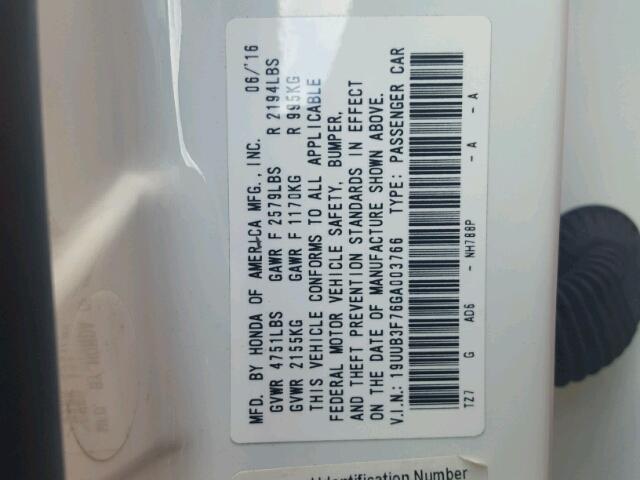 MFD. BY HONDA OF AMERICA MFG., INC. 06/'16
GVWR 4751LBS GAWR F 2579LBS R 2194LBS
GVWR 2155KG GAWR F 1170KG R 995KG
THIS VEHICLE CONFORMS TO ALL APPLICABLE
FEDERAL MOTOR VEHICLE SAFETY, BUMPER,
AND THEFT PREVENTION STANDARDS IN EFFECT
ON THE DATE OF MANUFACTURE SHOWN ABOVE.
V.I.N.: 19UUB3F76GA003766 TYPE: PASSENGER CAR
TZ7 G AD6 - NH788P - A - A
Identification Number